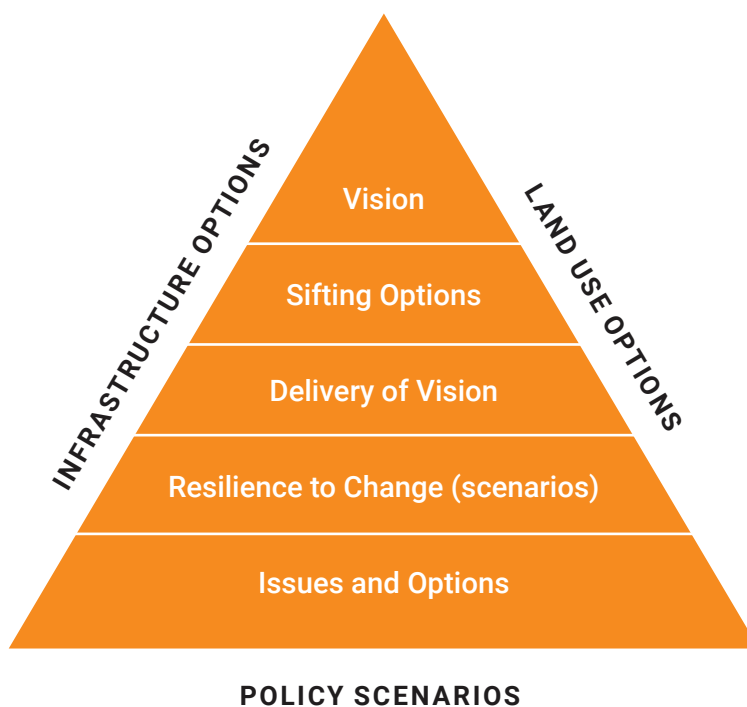 INFRASTRUCTURE OPTIONS
LAND USE OPTIONS
Vision
Sifting Options
Delivery of Vision
Resilience to Change (scenarios)
Issues and Options
POLICY SCENARIOS